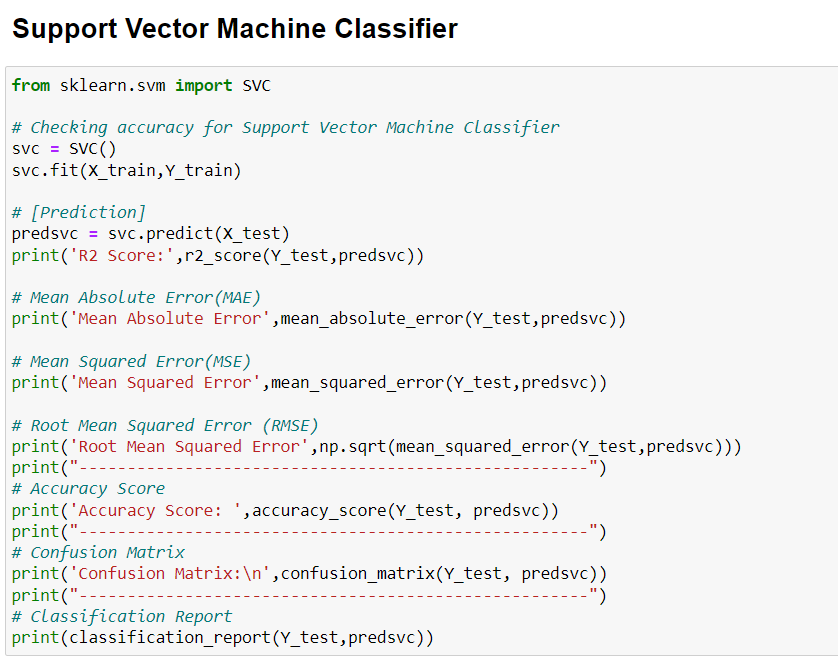 Support Vector Machine Classifier
from sklearn.svm import SVC
# Checking accuracy for Support Vector Machine Classifier
svc = SVC()
svc.fit(X_train,Y_train)
# [Prediction]
predsvc = svc.predict(X_test)
print('R2 Score:',r2_score(Y_test,predsvc))
# Mean Absolute Error(MAE)
print('Mean Absolute Error',mean_absolute_error(Y_test,predsvc))
# Mean Squared Error(MSE)
print('Mean Squared Error',mean_squared_error(Y_test,predsvc))
# Root Mean Squared Error (RMSE)
print('Root Mean Squared Error',np.sqrt(mean_squared_error(Y_test,predsvc)))
print("-----------------------------------------------------")
# Accuracy Score
print('Accuracy Score: ',accuracy_score(Y_test, predsvc))
print("-----------------------------------------------------")
# Confusion Matrix
print('Confusion Matrix:\n',confusion_matrix(Y_test, predsvc))
print("-----------------------------------------------------")
# Classification Report
print(classification_report(Y_test,predsvc))